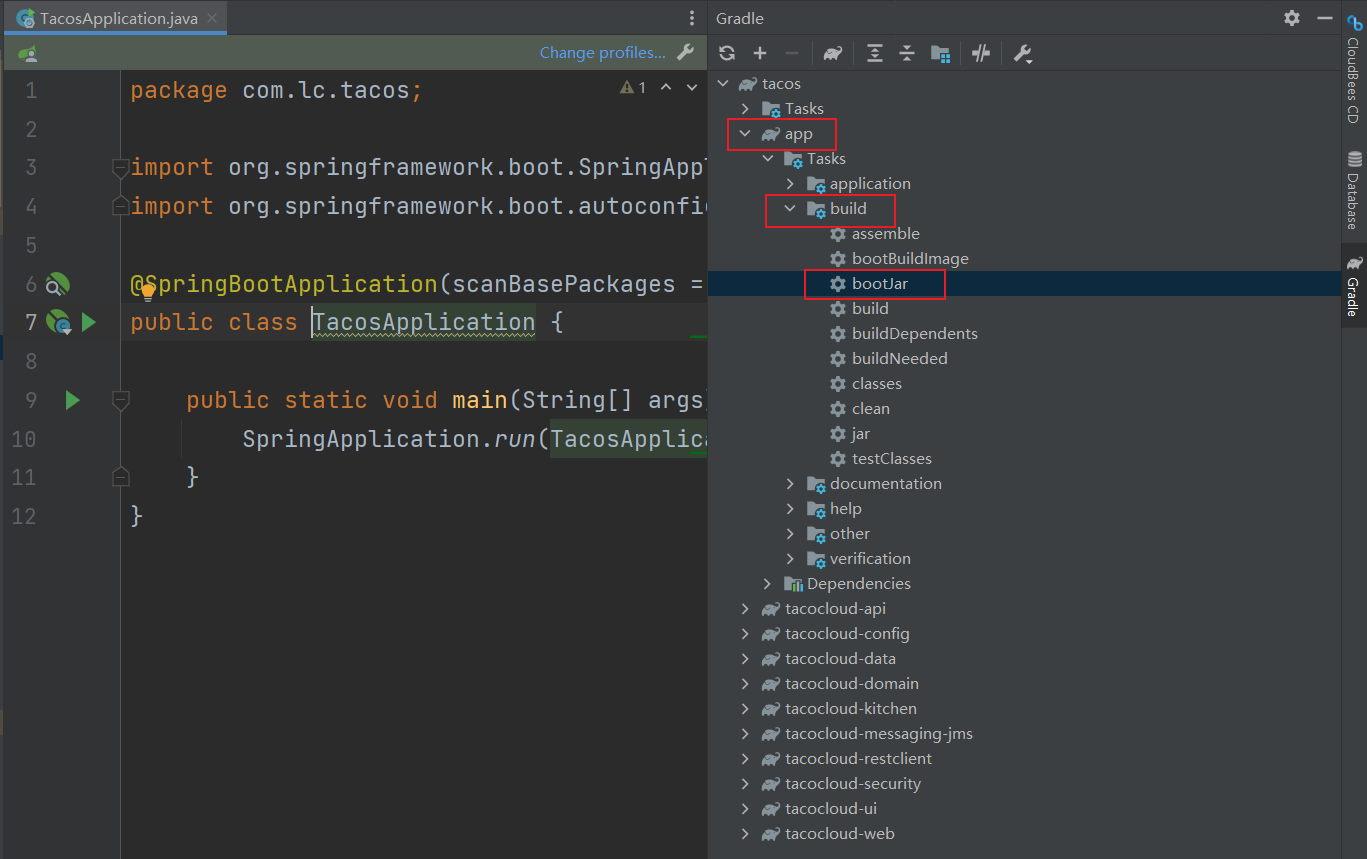 TacosApplication.java
Change profiles...
1 package com.lc.tacos;
1
2
3 import org.springframework.boot.SpringAppl
4 import org.springframework.boot.autoconfig
5
6 @SpringBootApplication(scanBasePackages =
7 public class TacosApplication {
8
9 public static void main(String[] args)
10 SpringApplication.run(TacosApplica
11 }
12 }
Gradle
tacos
Tasks
app
Tasks
application
build
assemble
bootBuildImage
bootJar
build
buildDependents
buildNeeded
classes
clean
jar
testClasses
documentation
help
other
verification
Dependencies
tacocloud-api
tacocloud-config
tacocloud-data
tacocloud-domain
tacocloud-kitchen
tacocloud-messaging-jms
tacocloud-restclient
tacocloud-security
tacocloud-ui
tacocloud-web
CloudBees CD
Database
Gradle